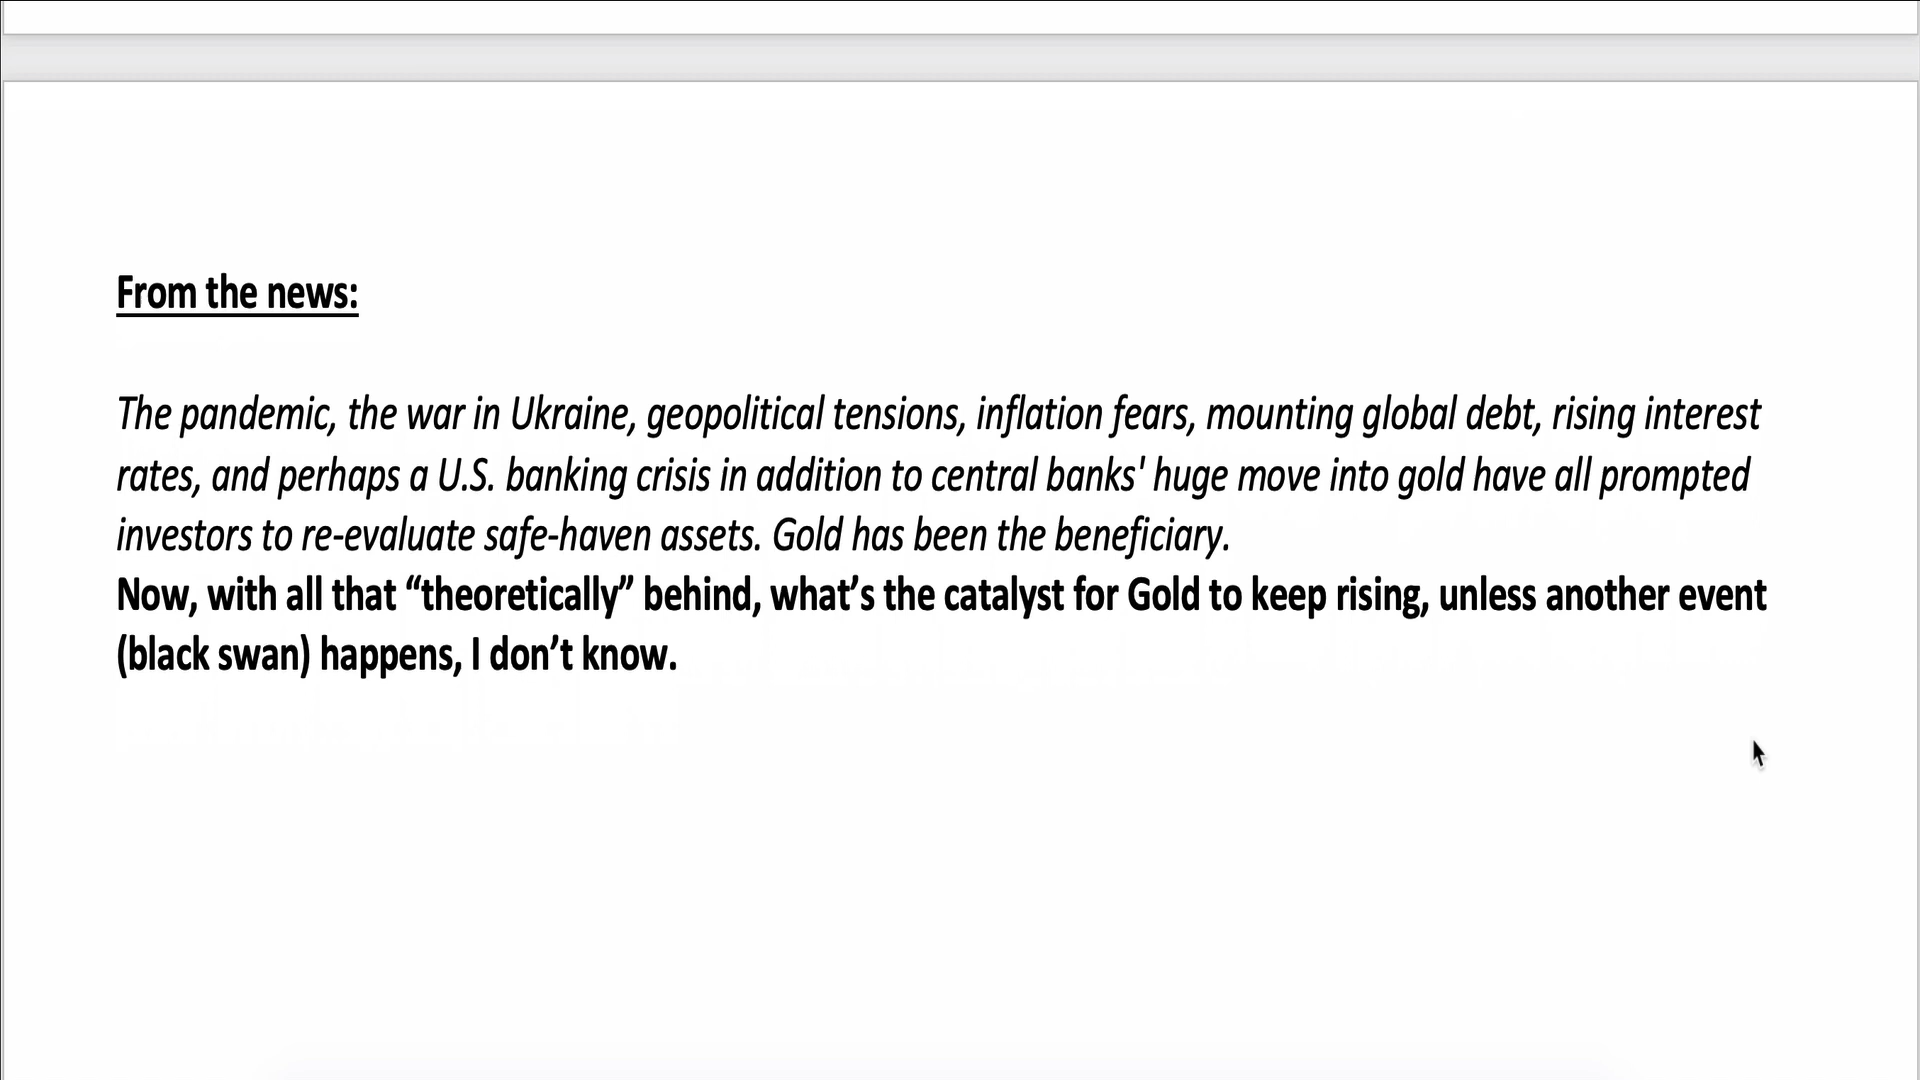 From the news:
The pandemic, the war in Ukraine, geopolitical tensions, inflation fears, mounting global debt, rising interest
rates, and perhaps a U.S. banking crisis in addition to central banks' huge move into gold have all prompted
investors to re-evaluate safe-haven assets. Gold has been the beneficiary.
Now, with all that “theoretically” behind, what’s the catalyst for Gold to keep rising, unless another event
(black swan) happens, I don’t know.